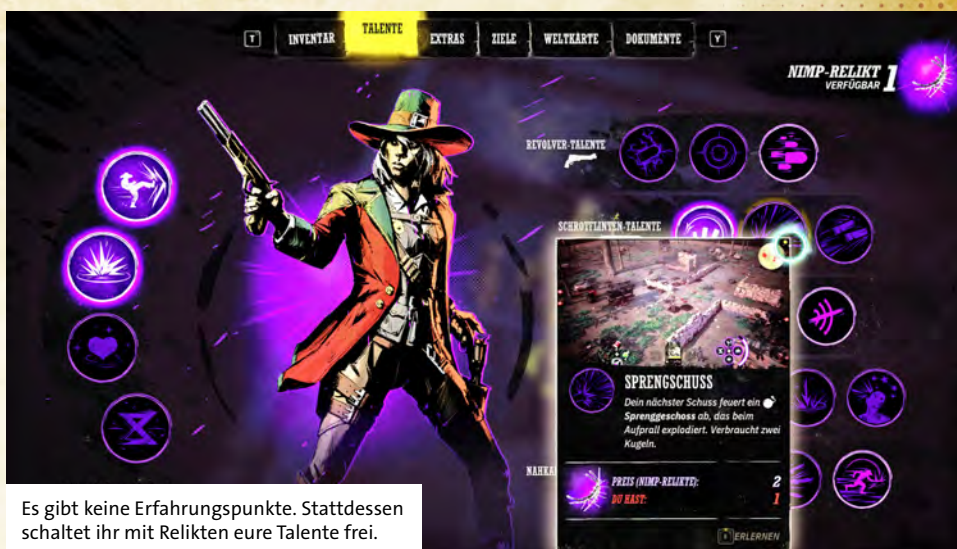 T INVENTAR TALENTE EXTRAS ZIELE WELTKARTE DOKUMENTE Y
NIMP-RELIKT
VERFÜGBAR 1
REVOLVER-TALENTE
SCHROTFLINTEN-TALENTE
SPRENGSCHUSS
Dein nächster Schuss feuert ein
Sprenggeschoss ab, das beim
Aufprall explodiert. Verbraucht zwei
Kugeln.
NAHKA
PREIS (NIMP-RELIKTE): 2
DU HAST: 1
ERLERNEN
Es gibt keine Erfahrungspunkte. Stattdessen
schaltet ihr mit Relikten eure Talente frei.